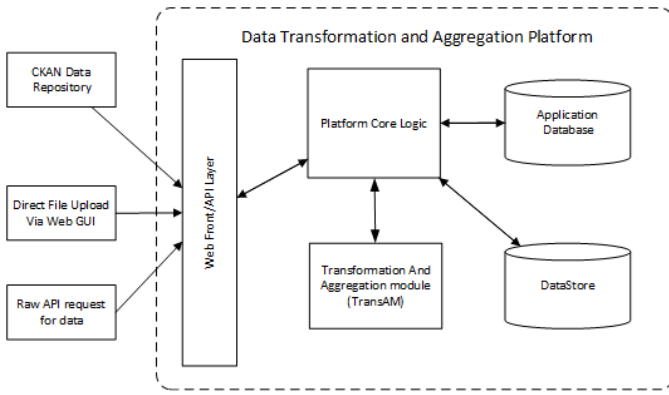 Data Transformation and Aggregation Platform
CKAN Data
Repository
Direct File Upload
Via Web GUI
Raw API request
for data
Web Front/API Layer
Platform Core Logic
Application
Database
Transformation And
Aggregation module
(TransAM)
DataStore